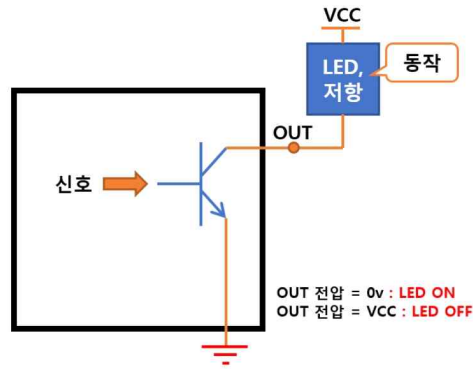 VCC
LED,
저항
동작
OUT
신호
OUT 전압 = 0v : LED ON
OUT 전압 = VCC : LED OFF